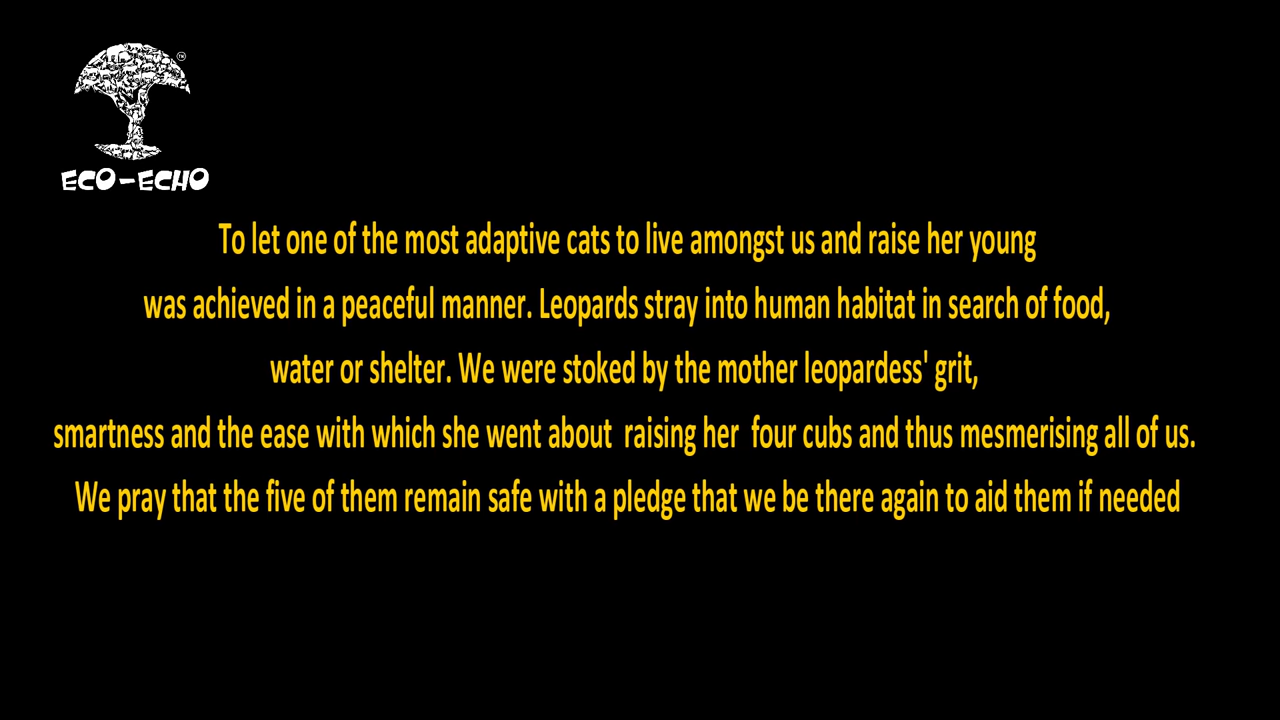 TM
ECO-ECHO
To let one of the most adaptive cats to live amongst us and raise her young
was achieved in a peaceful manner. Leopards stray into human habitat in search of food,
water or shelter. We were stoked by the mother leopardess' grit,
smartness and the ease with which she went about  raising her  four cubs and thus mesmerising all of us.
We pray that the five of them remain safe with a pledge that we be there again to aid them if needed